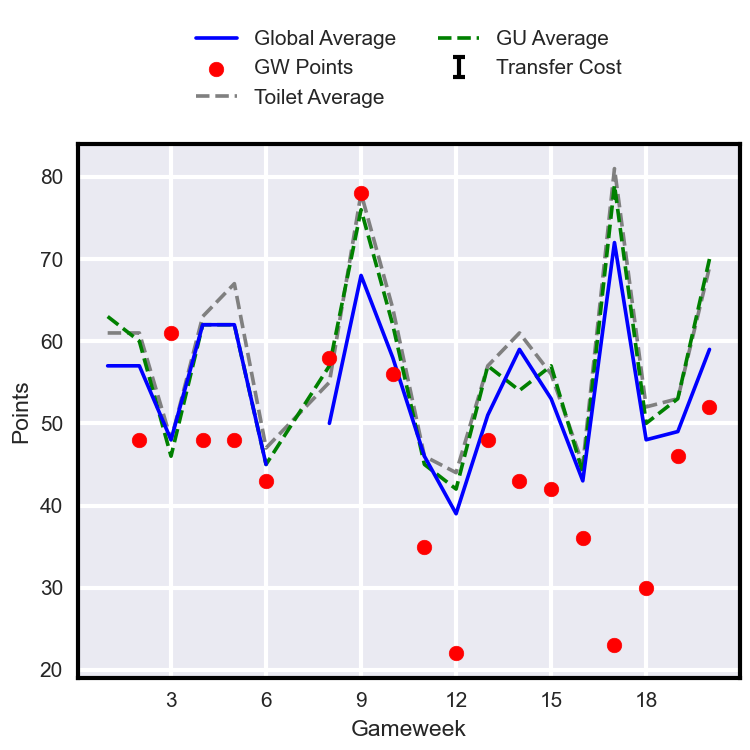 Global Average
GW Points
Toilet Average
GU Average
Transfer Cost
80
70
60
50
40
30
20
Points
3 6 9 12 15 18
Gameweek